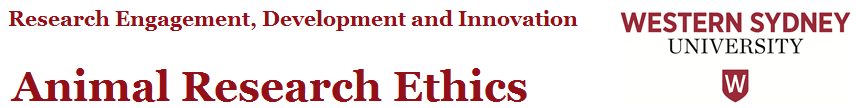 Research Engagement, Development and Innovation
Animal Research Ethics
WESTERN SYDNEY
UNIVERSITY
W